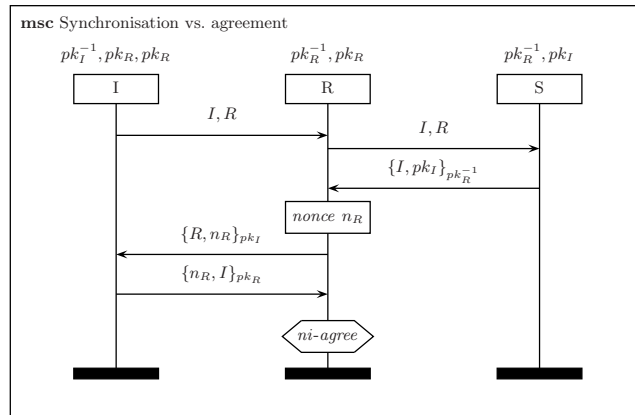 msc Synchronisation vs. agreement
pk_I^{-1}, pk_R, pk_R
pk_R^{-1}, pk_R
pk_R^{-1}, pk_I
I
R
S
I, R
I, R
{I, pk_I}_{pk_R^{-1}}
nonce n_R
{R, n_R}_{pk_I}
{n_R, I}_{pk_R}
ni-agree